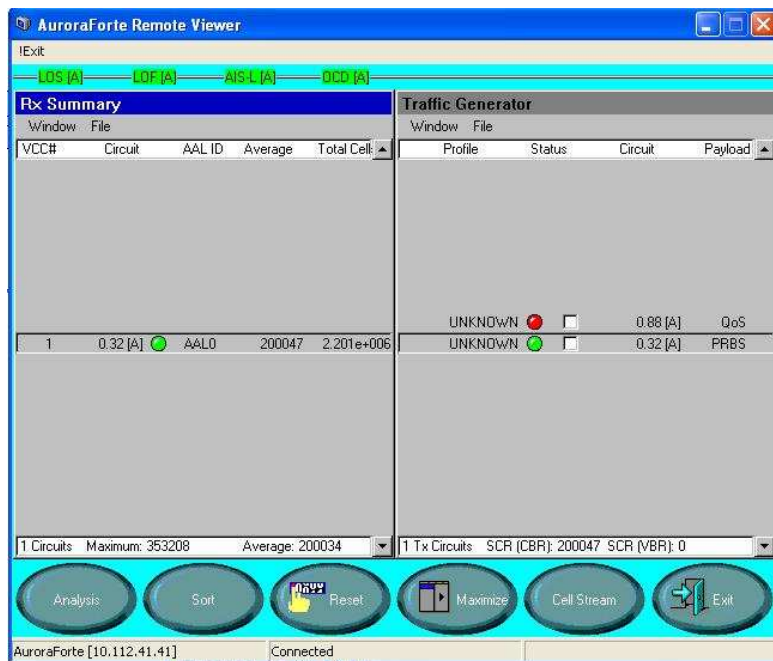 AuroraForte Remote Viewer
!Exit
LOS [A] LOF [A] AIS-L [A] OCD [A]
Rx Summary
Window File
VCC# Circuit AAL ID Average Total Cell
1 0.32 [A] AAL0 200047 2.201e+006
1 Circuits Maximum: 353208 Average: 200034
Traffic Generator
Window File
Profile Status Circuit Payload
UNKNOWN 0.88 [A] QoS
UNKNOWN 0.32 [A] PRBS
1 Tx Circuits SCR (CBR): 200047 SCR (VBR): 0
Analysis Sort Reset Maximize Cell Stream Exit
AuroraForte [10.112.41.41] Connected